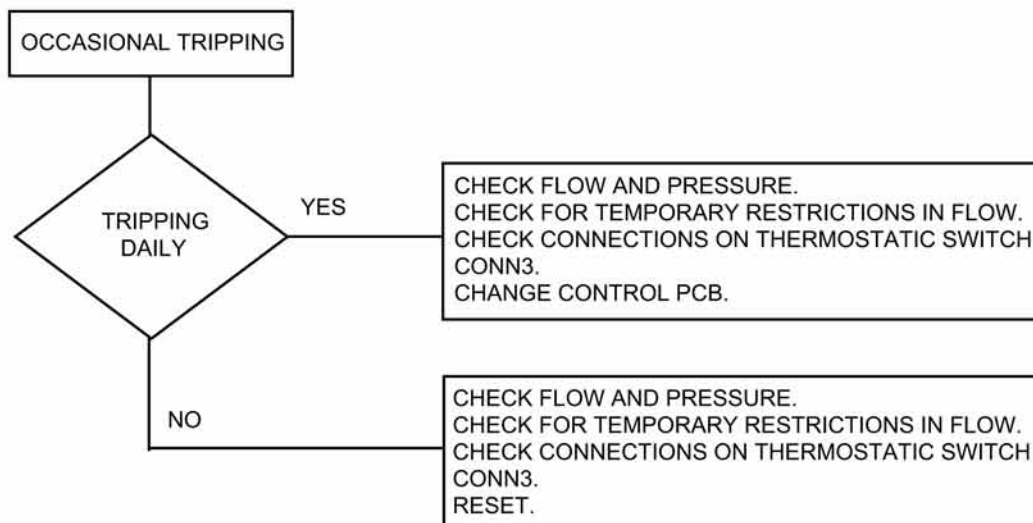 OCCASIONAL TRIPPING
TRIPPING
DAILY
YES
CHECK FLOW AND PRESSURE.
CHECK FOR TEMPORARY RESTRICTIONS IN FLOW.
CHECK CONNECTIONS ON THERMOSTATIC SWITCH
CONN3.
CHANGE CONTROL PCB.
NO
CHECK FLOW AND PRESSURE.
CHECK FOR TEMPORARY RESTRICTIONS IN FLOW.
CHECK CONNECTIONS ON THERMOSTATIC SWITCH
CONN3.
RESET.